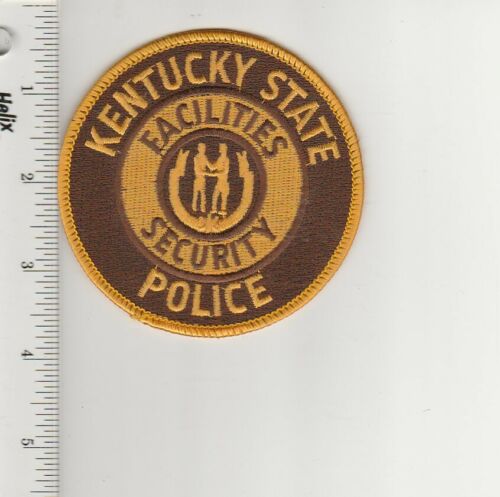 KENTUCKY STATE
FACILITIES
SECURITY
POLICE
Helix
1
2
3
4
5